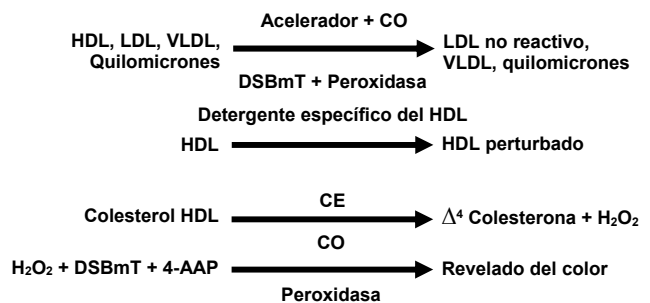 Acelerador + CO
HDL, LDL, VLDL,
Quilomicrones
LDL no reactivo,
VLDL, quilomicrones
DSBmT + Peroxidasa
Detergente específico del HDL
HDL
HDL perturbado
CE
Colesterol HDL
Δ⁴ Colesterona + H₂O₂
CO
H₂O₂ + DSBmT + 4-AAP
Revelado del color
Peroxidasa